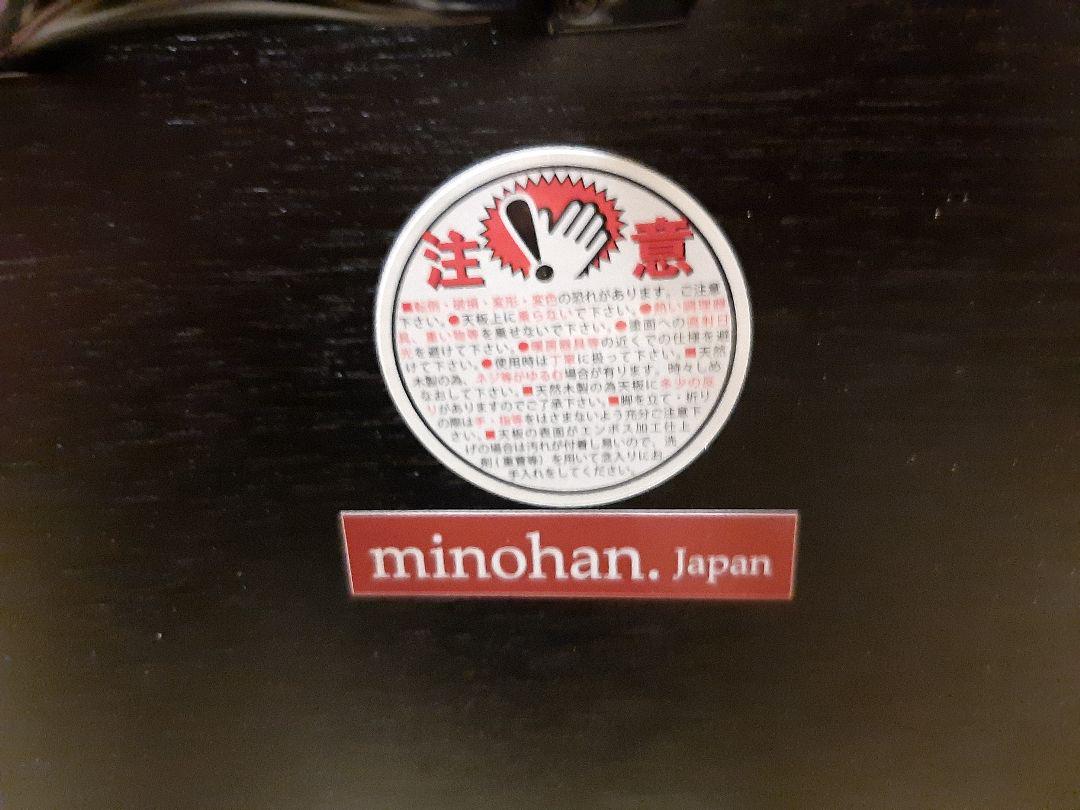 注 意
■転倒・破損・変形・変色の恐れがあります。ご注意
下さい。●天板上に乗らないで下さい。●熱い調理器
具、重い物等を乗せないで下さい。●塗面への直射日
光を避けて下さい。●暖房器具等の近くでの仕様を避
けて下さい。●使用時は丁寧に扱って下さい。■天然
木製の為、ネジ等がゆるむ場合が有ります。時々しめ
なおして下さい。■天然木製の為天板に多少の反
りがありますのでご了承下さい。■脚を立て・折り
の際は手・指等をはさまないよう充分ご注意下
さい。■天板の表面がエンボス加工仕上
げの場合は汚れが付着し易いので、洗
剤(重曹等)を用いて念入りにお
手入れをしてください。
minohan. Japan